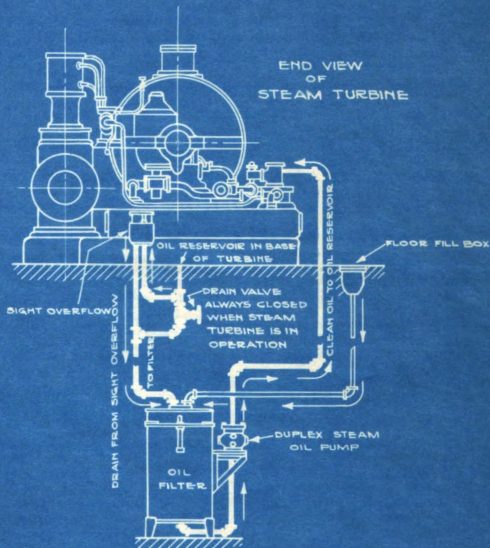 END VIEW
OF
STEAM TURBINE
CLEAN OIL TO OIL RESERVOIR
OIL RESERVOIR IN BASE
OF TURBINE
FLOOR FILL BOX
SIGHT OVERFLOW
DRAIN VALVE
ALWAYS CLOSED
WHEN STEAM
TURBINE IS IN
OPERATION
DRAIN FROM SIGHT OVERFLOW
TO FILTER
DUPLEX STEAM
OIL PUMP
OIL
FILTER